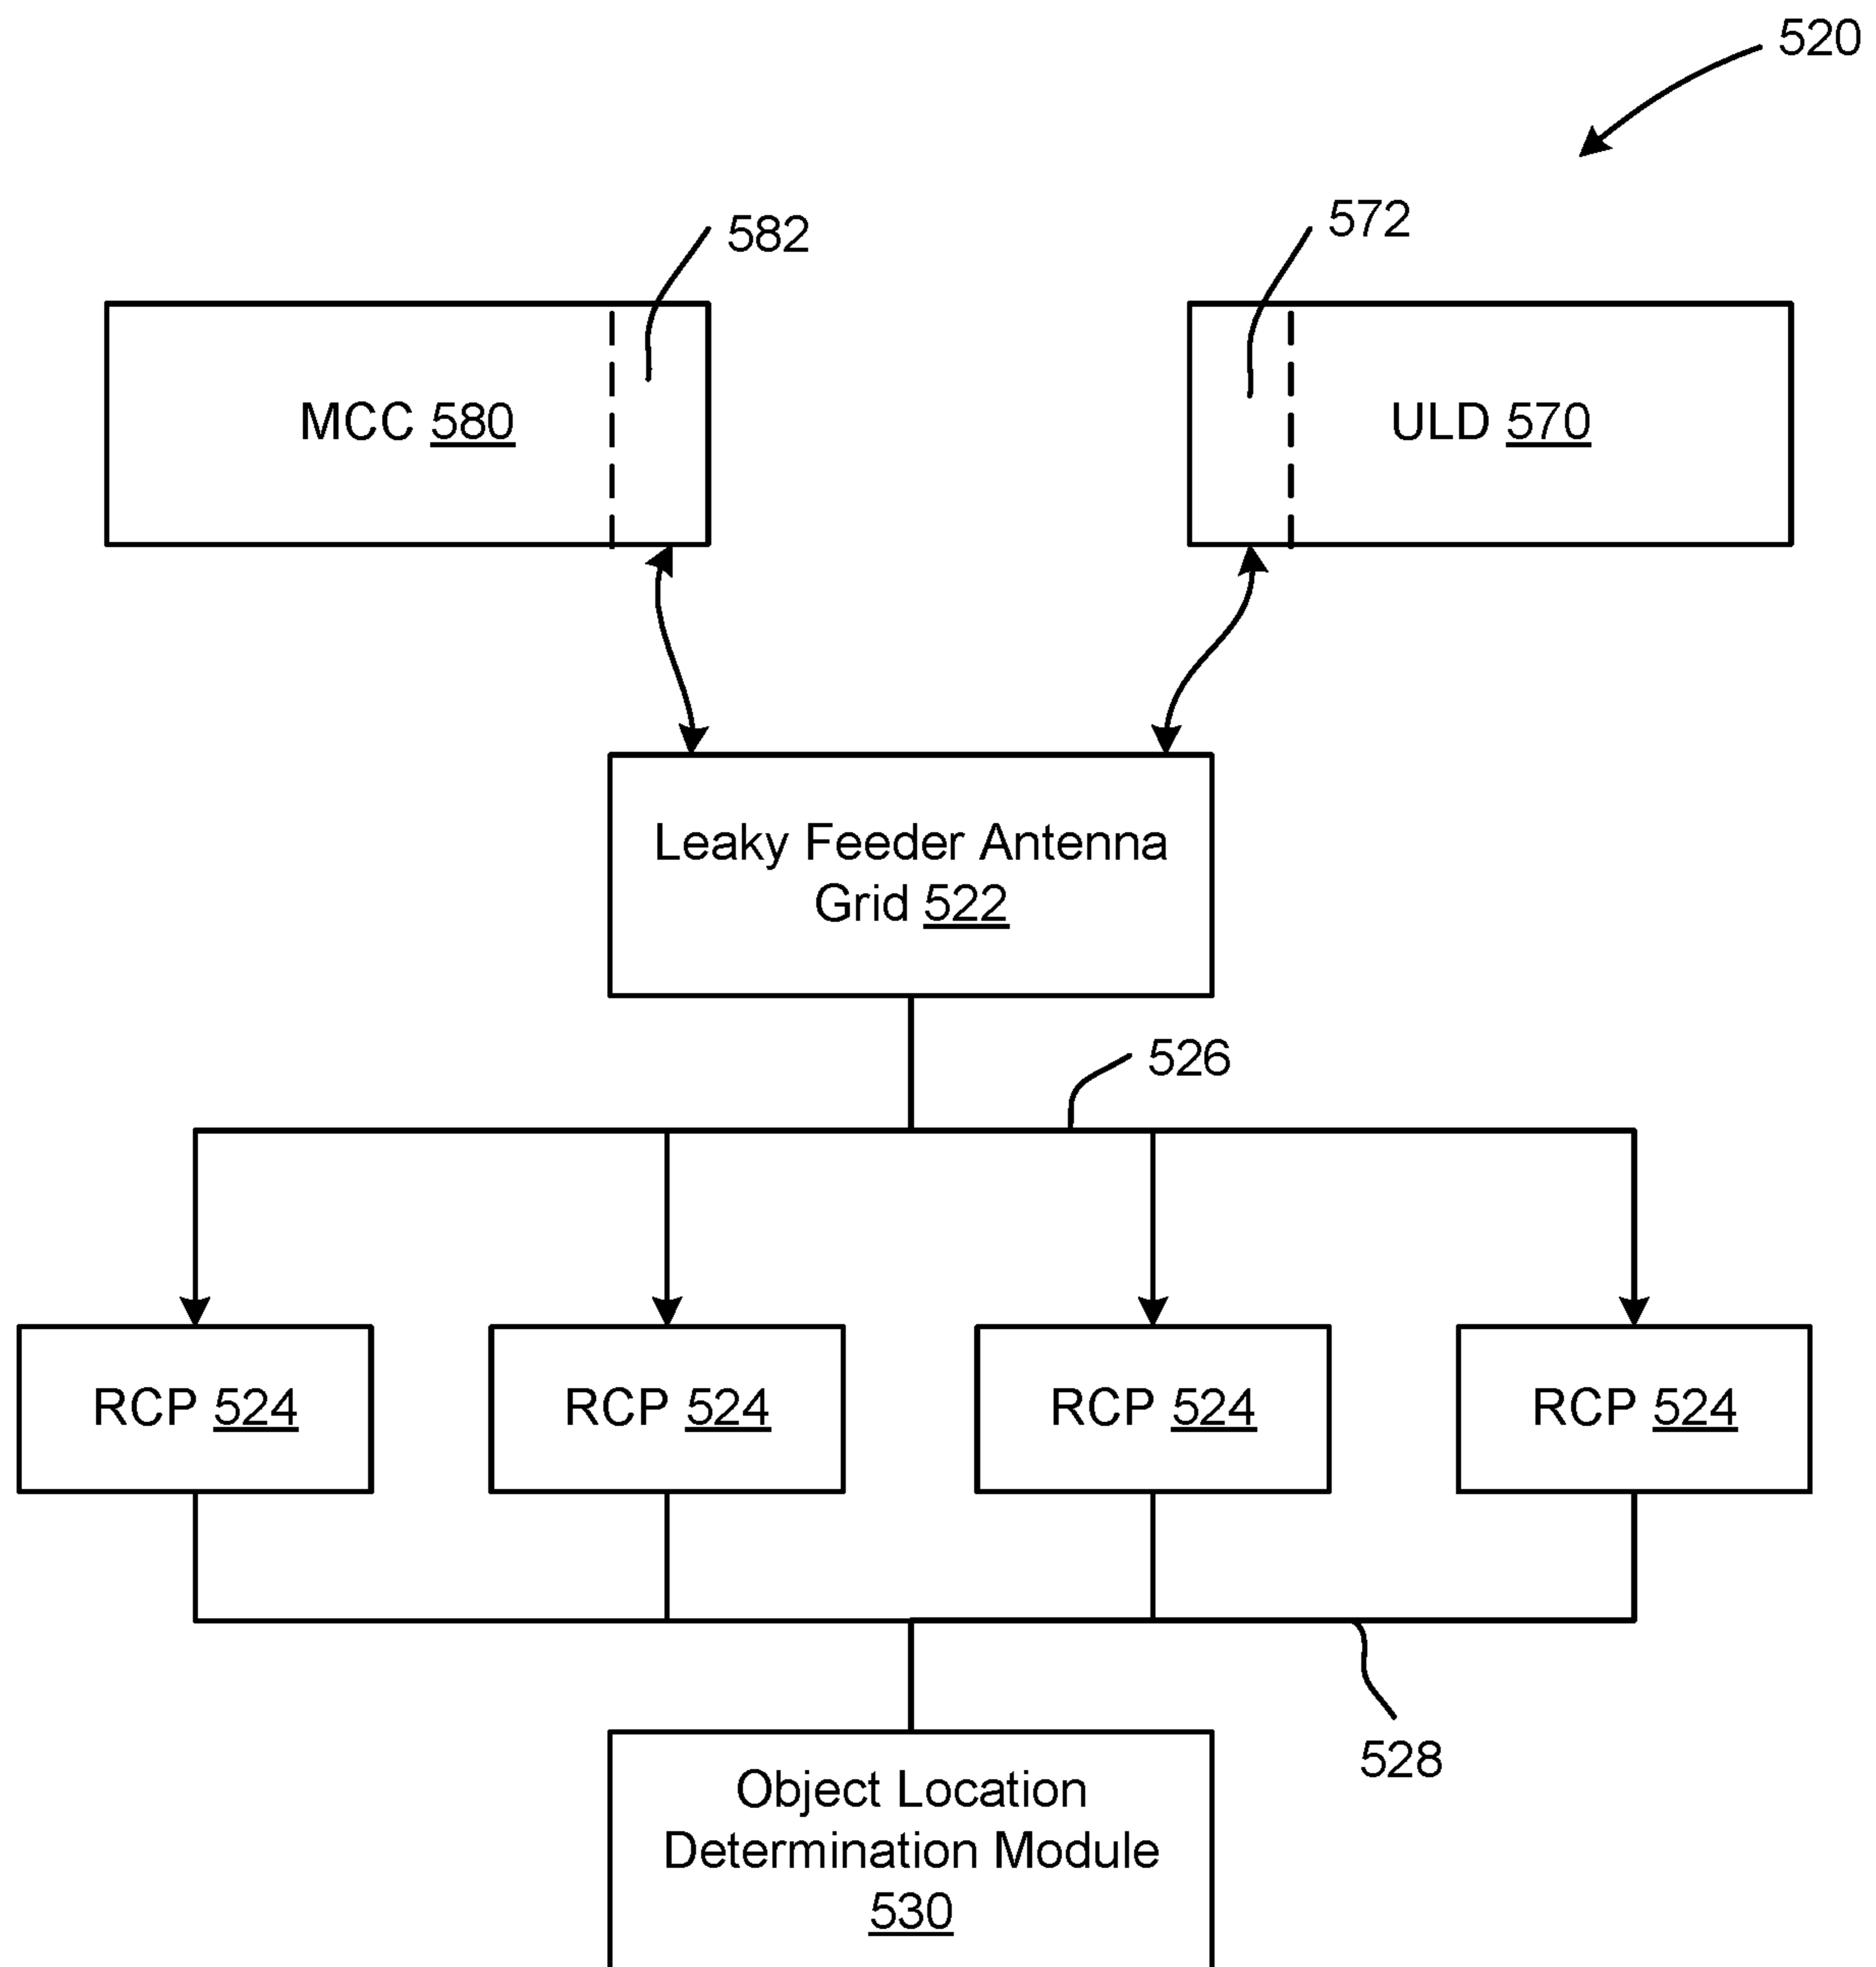 520
582
572
MCC 580
ULD 570
Leaky Feeder Antenna
Grid 522
526
RCP 524
RCP 524
RCP 524
RCP 524
528
Object Location
Determination Module
530